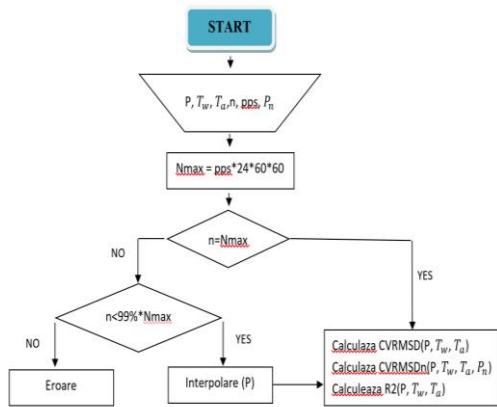 START
P, T_w, T_a,n, pps, P_n
Nmax = pps*24*60*60
n=Nmax
NO
YES
n<99%*Nmax
NO
YES
Eroare
Interpolare (P)
Calculaza CVRMSD(P, T_w, T_a)
Calculaza CVRMSDn(P, T_w, T_a, P_n)
Calculeaza R2(P, T_w, T_a)